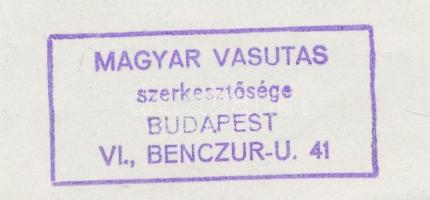 MAGYAR VASUTAS
szerkesztősége
BUDAPEST
VI., BENCZUR-U. 41